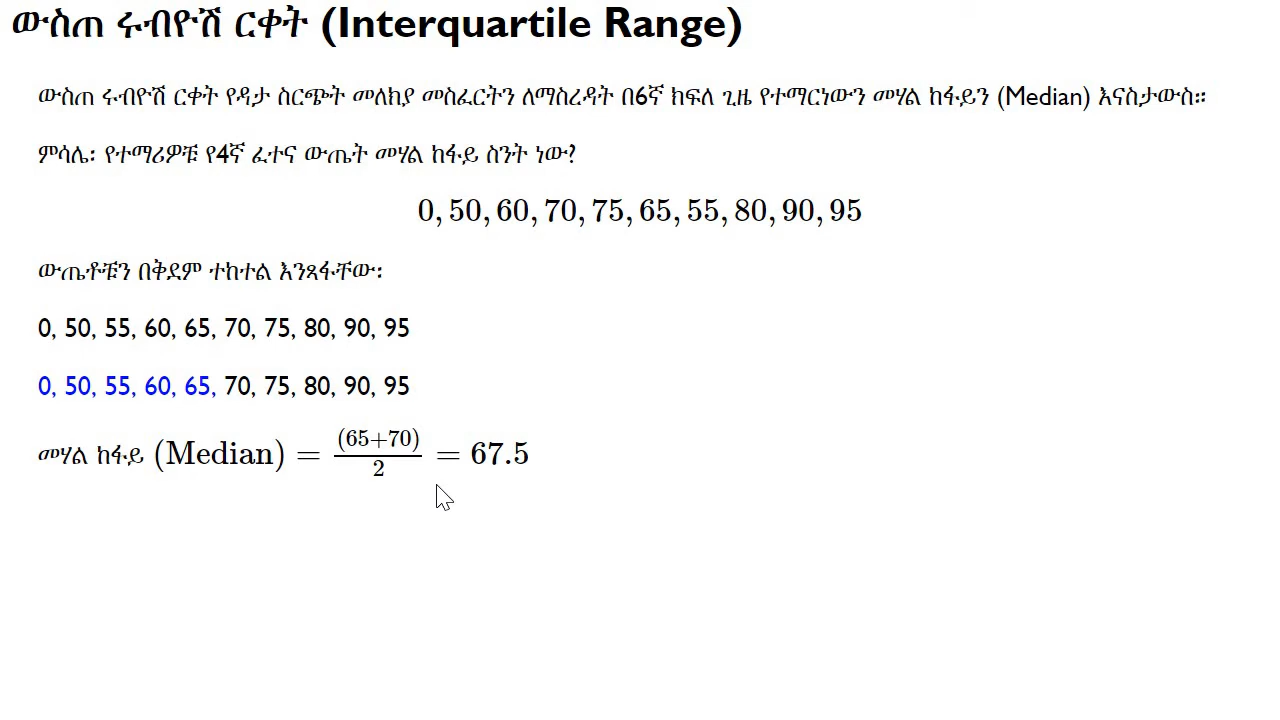 ውስጠ ሩብዮሽ ርቀት (Interquartile Range)
ውስጠ ሩብዮሽ ርቀት የዳታ ስርጭት መለክያ መስፈርትን ለማስረዳት በ6ኛ ክፍለ ጊዜ የተማርነውን መሃል ከፋይን (Median) እናስታውስ።
ምሳሌ፡ የተማሪዎቹ የ4ኛ ፈተና ውጤት መሃል ከፋይ ስንት ነው?
0, 50, 60, 70, 75, 65, 55, 80, 90, 95
ውጤቶቹን በቅደም ተከተል እንጻፋቸው፡
0, 50, 55, 60, 65, 70, 75, 80, 90, 95
0, 50, 55, 60, 65, 70, 75, 80, 90, 95
መሃል ከፋይ (Median) = (65+70)/2 = 67.5